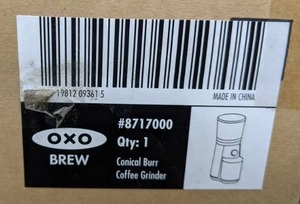 19812 09361 5
MADE IN CHINA
OXO
BREW
#8717000
Qty: 1
Conical Burr
Coffee Grinder